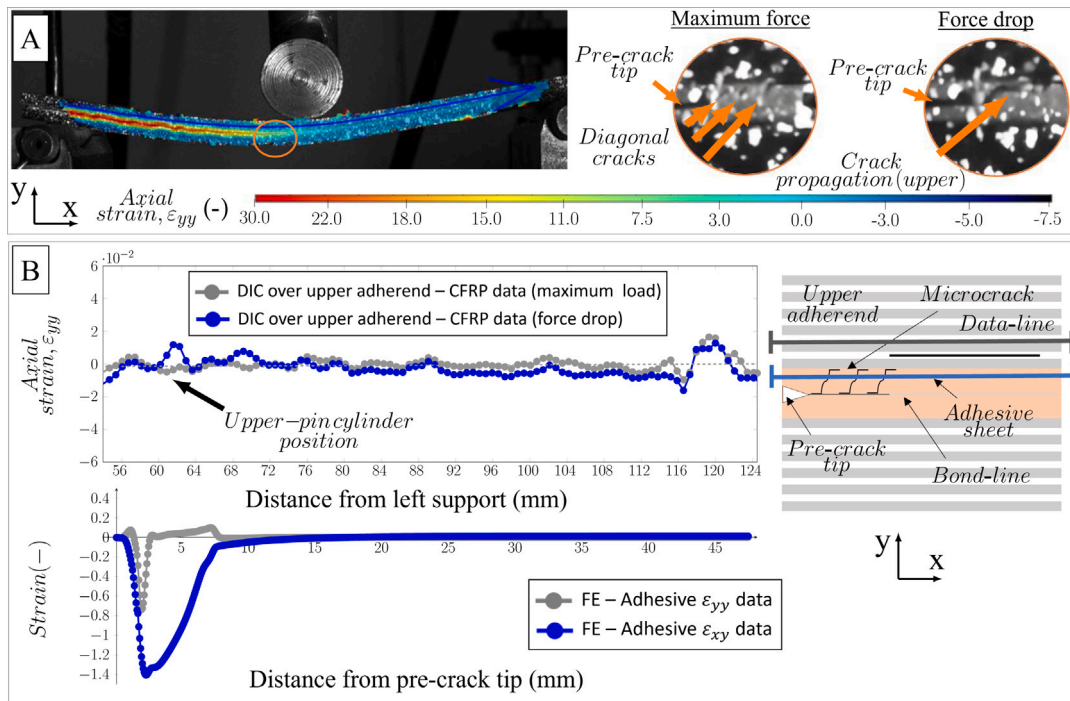 A
Maximum force
Force drop
Pre-crack
tip
Pre-crack
tip
Diagonal
cracks
Crack
propagation(upper)
y
x
Axial
strain, εyy (-)
30.0 22.0 18.0 15.0 11.0 7.5 3.0 0.0 -3.0 -5.0 -7.5
B
·10⁻²
6
4
2
0
−2
−4
−6
Axial
strain, εyy
DIC over upper adherend – CFRP data (maximum load)
DIC over upper adherend – CFRP data (force drop)
Upper−pincylinder
position
56 60 64 69 72 76 80 84 88 92 96 100 104 108 112 116 120 124
Distance from left support (mm)
Upper
adherend
Microcrack
Data-line
Adhesive
sheet
Pre-crack
tip
Bond-line
y
x
0.4
0.2
0
−0.2
−0.4
−0.6
−0.8
−1
−1.2
−1.4
Strain(−)
5 10 15 20 25 30 35 40 45
FE – Adhesive εyy data
FE – Adhesive εxy data
Distance from pre-crack tip (mm)